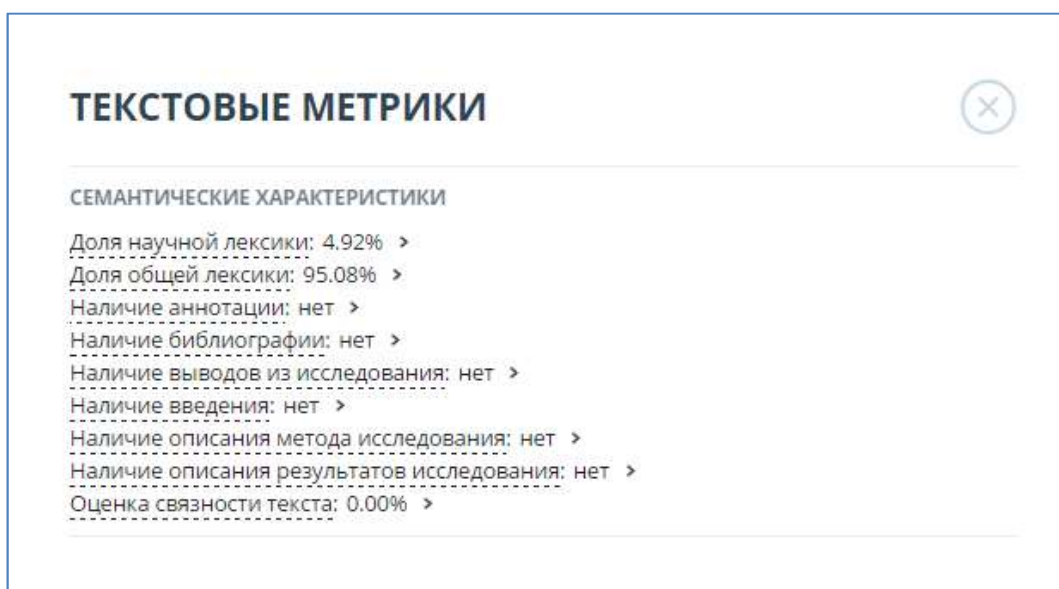 ТЕКСТОВЫЕ МЕТРИКИ
СЕМАНТИЧЕСКИЕ ХАРАКТЕРИСТИКИ
Доля научной лексики: 4.92% >
Доля общей лексики: 95.08% >
Наличие аннотации: нет >
Наличие библиографии: нет >
Наличие выводов из исследования: нет >
Наличие введения: нет >
Наличие описания метода исследования: нет >
Наличие описания результатов исследования: нет >
Оценка связности текста: 0.00% >